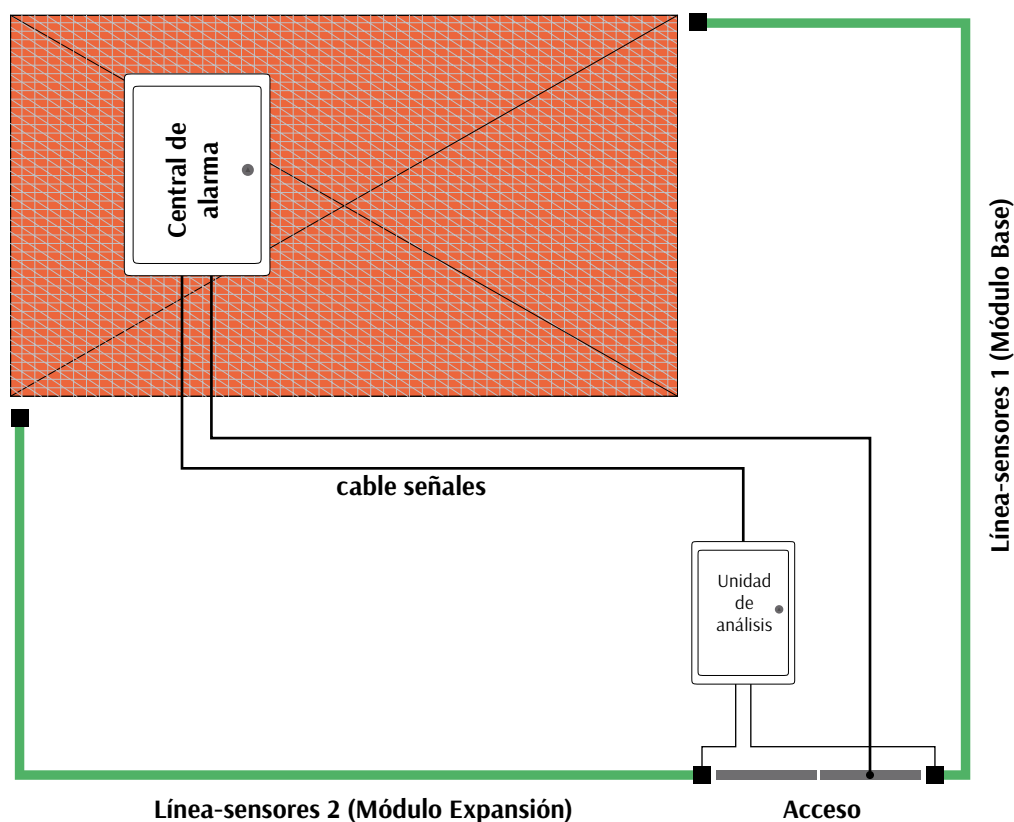 Central de
alarma
Línea-sensores 1 (Módulo Base)
cable señales
Unidad
de
análisis
Línea-sensores 2 (Módulo Expansión)
Acceso